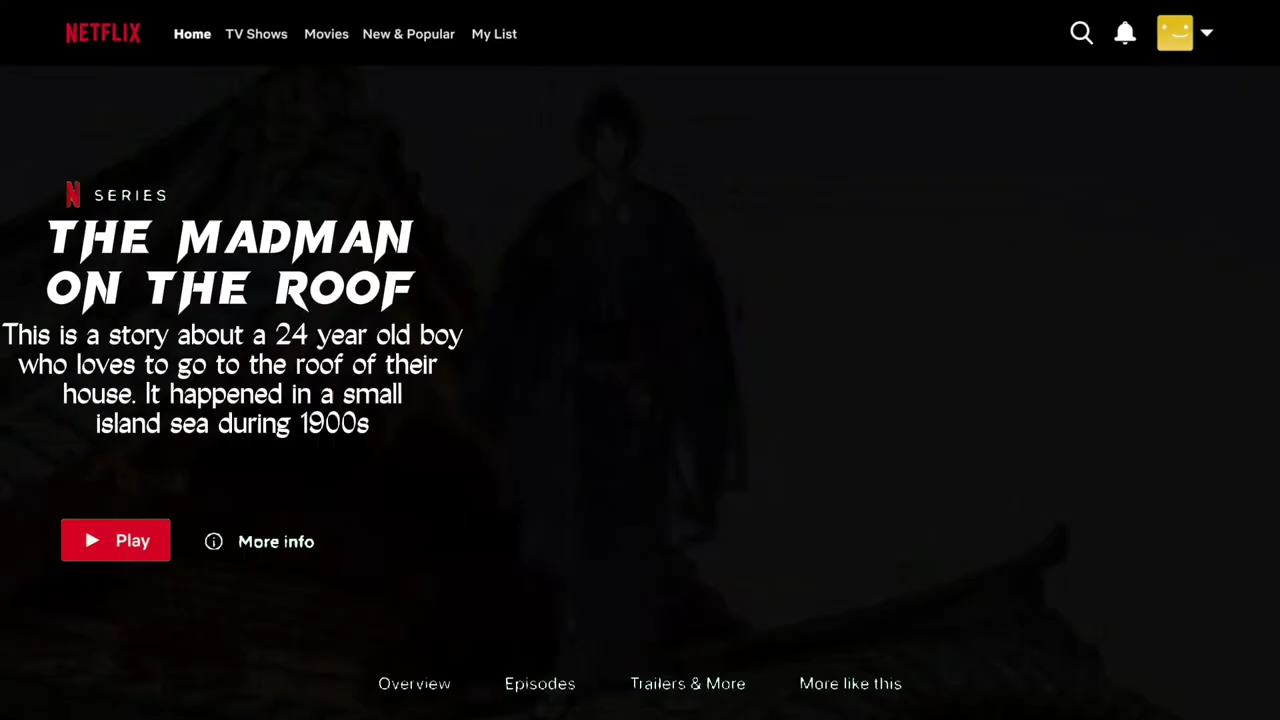 NETFLIX Home TV Shows Movies New & Popular My List
N SERIES
THE MADMAN
ON THE ROOF
This is a story about a 24 year old boy
who loves to go to the roof of their
house. It happened in a small
island sea during 1900s
Play More info
Overview Episodes Trailers & More More like this